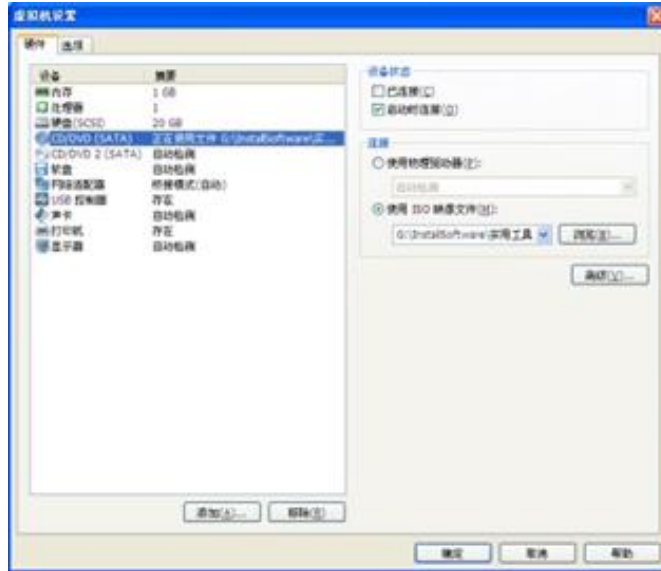 虚拟机设置
硬件 选项
设备 摘要
内存 1 GB
处理器 1
硬盘(SCSI) 20 GB
CD/DVD (SATA) 正在使用文件 G:\InstallSoftware\实...
CD/DVD 2 (SATA) 自动检测
软盘 自动检测
网络适配器 桥接模式(自动)
USB 控制器 存在
声卡 自动检测
打印机 存在
显示器 自动检测
添加(A)... 移除(R)
设备状态
已连接(C)
启动时连接(O)
连接
使用物理驱动器(P):
自动检测
使用 ISO 映像文件(M):
G:\InstallSoftware\实用工具 浏览(B)...
高级(V)...
确定 取消 帮助